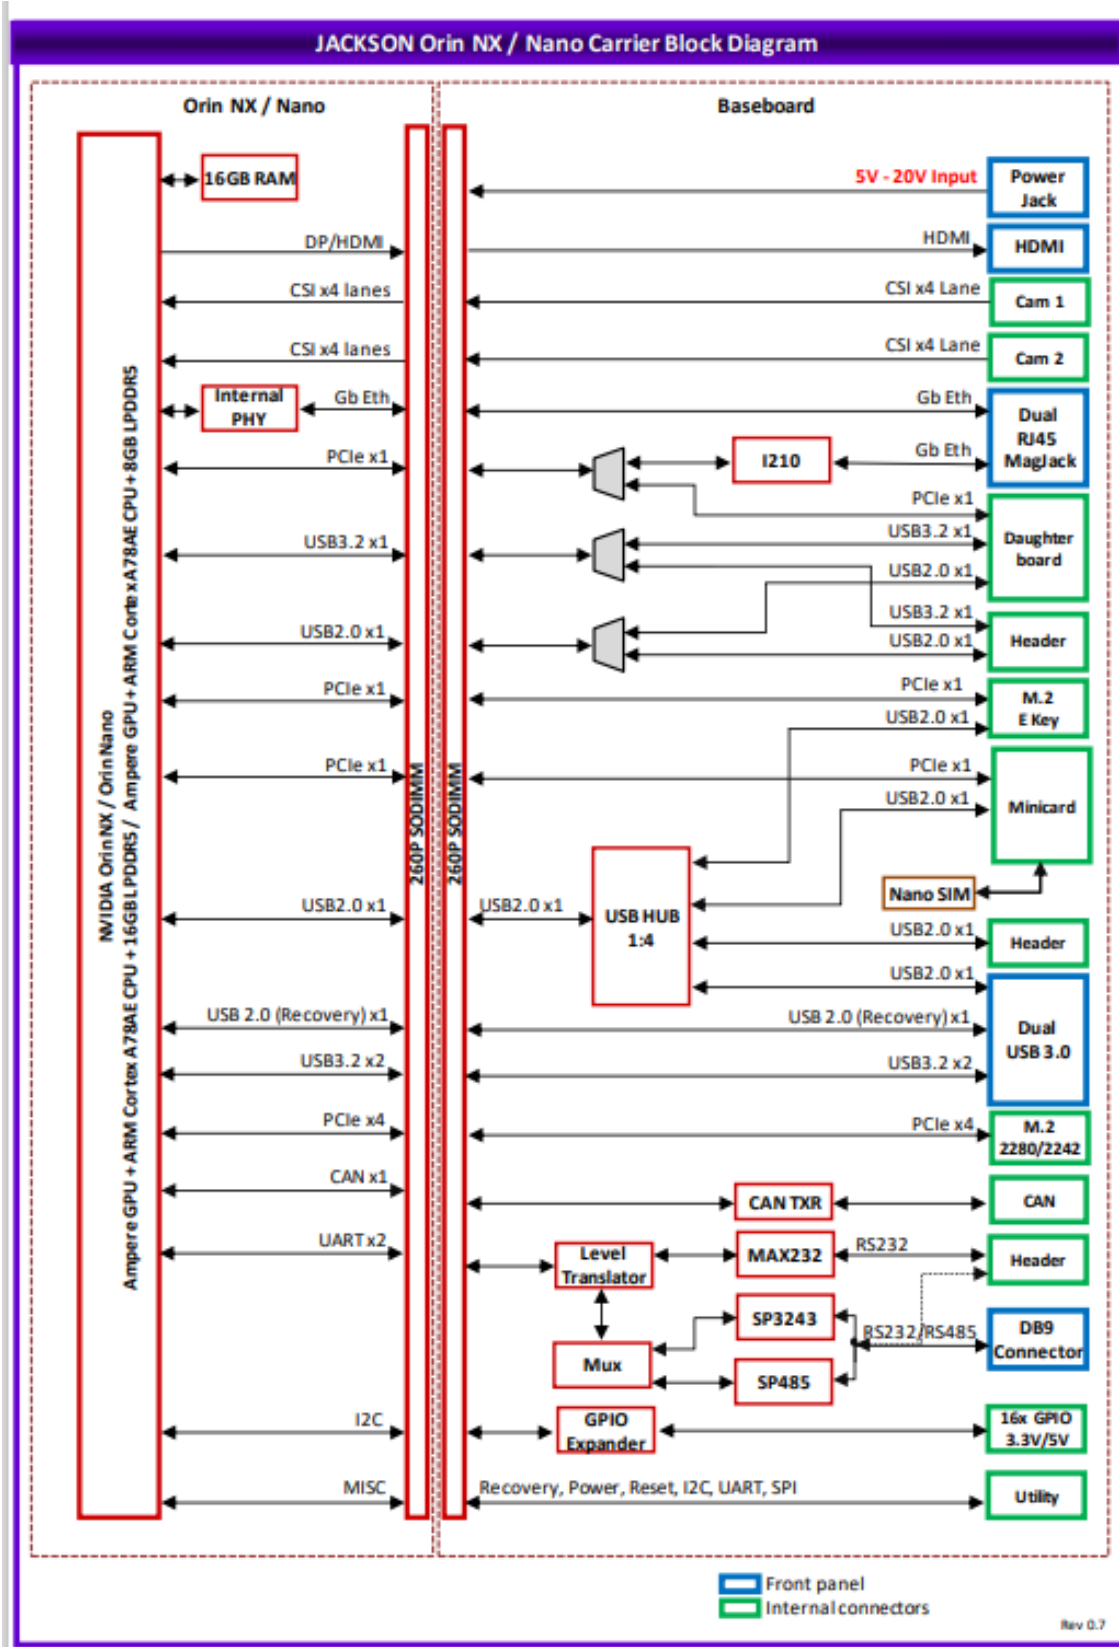 JACKSON Orin NX / Nano Carrier Block Diagram
Orin NX / Nano
Baseboard
NVIDIA Orin NX / Orin Nano
Ampere GPU + ARM Cortex A78AE CPU + 16GB LPDDR5 / Ampere GPU + ARM Cortex A78AE CPU + 8GB LPDDR5
16GB RAM
DP/HDMI
CSI x4 lanes
CSI x4 lanes
Internal
PHY
Gb Eth
PCIe x1
USB3.2 x1
USB2.0 x1
PCIe x1
PCIe x1
USB2.0 x1
USB 2.0 (Recovery) x1
USB3.2 x2
PCIe x4
CAN x1
UART x2
I2C
MISC
260P SODIMM
260P SODIMM
5V - 20V Input
Power
Jack
HDMI
HDMI
CSI x4 Lane
Cam 1
CSI x4 Lane
Cam 2
Gb Eth
Dual
RJ45
MagJack
I210
Gb Eth
PCIe x1
USB3.2 x1
Daughter
board
USB2.0 x1
USB3.2 x1
USB2.0 x1
Header
PCIe x1
M.2
E Key
USB2.0 x1
PCIe x1
USB2.0 x1
Minicard
Nano SIM
USB2.0 x1
USB HUB
1:4
USB2.0 x1
Header
USB2.0 x1
USB 2.0 (Recovery) x1
Dual
USB 3.0
USB3.2 x2
PCIe x4
M.2
2280/2242
CAN TXR
CAN
Level
Translator
MAX232
RS232
Header
SP3243
Mux
RS232/RS485
DB9
Connector
SP485
GPIO
Expander
16x GPIO
3.3V/5V
Recovery, Power, Reset, I2C, UART, SPI
Utility
Front panel
Internal connectors
Rev 0.7